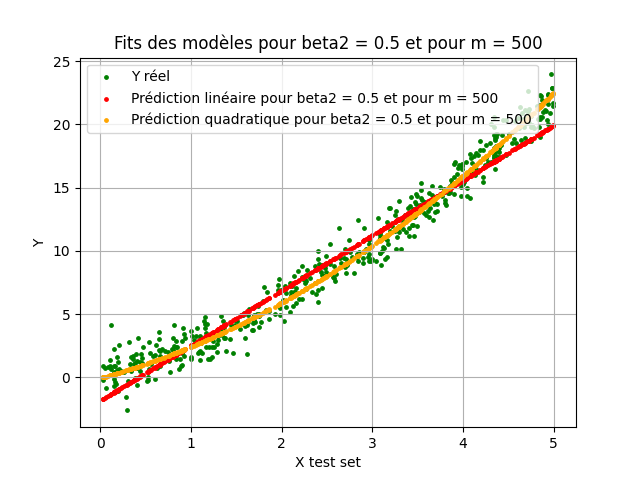 Fits des modèles pour beta2 = 0.5 et pour m = 500
Y réel
Prédiction linéaire pour beta2 = 0.5 et pour m = 500
Prédiction quadratique pour beta2 = 0.5 et pour m = 500
25
20
15
10
5
0
Y
0 1 2 3 4 5
X test set